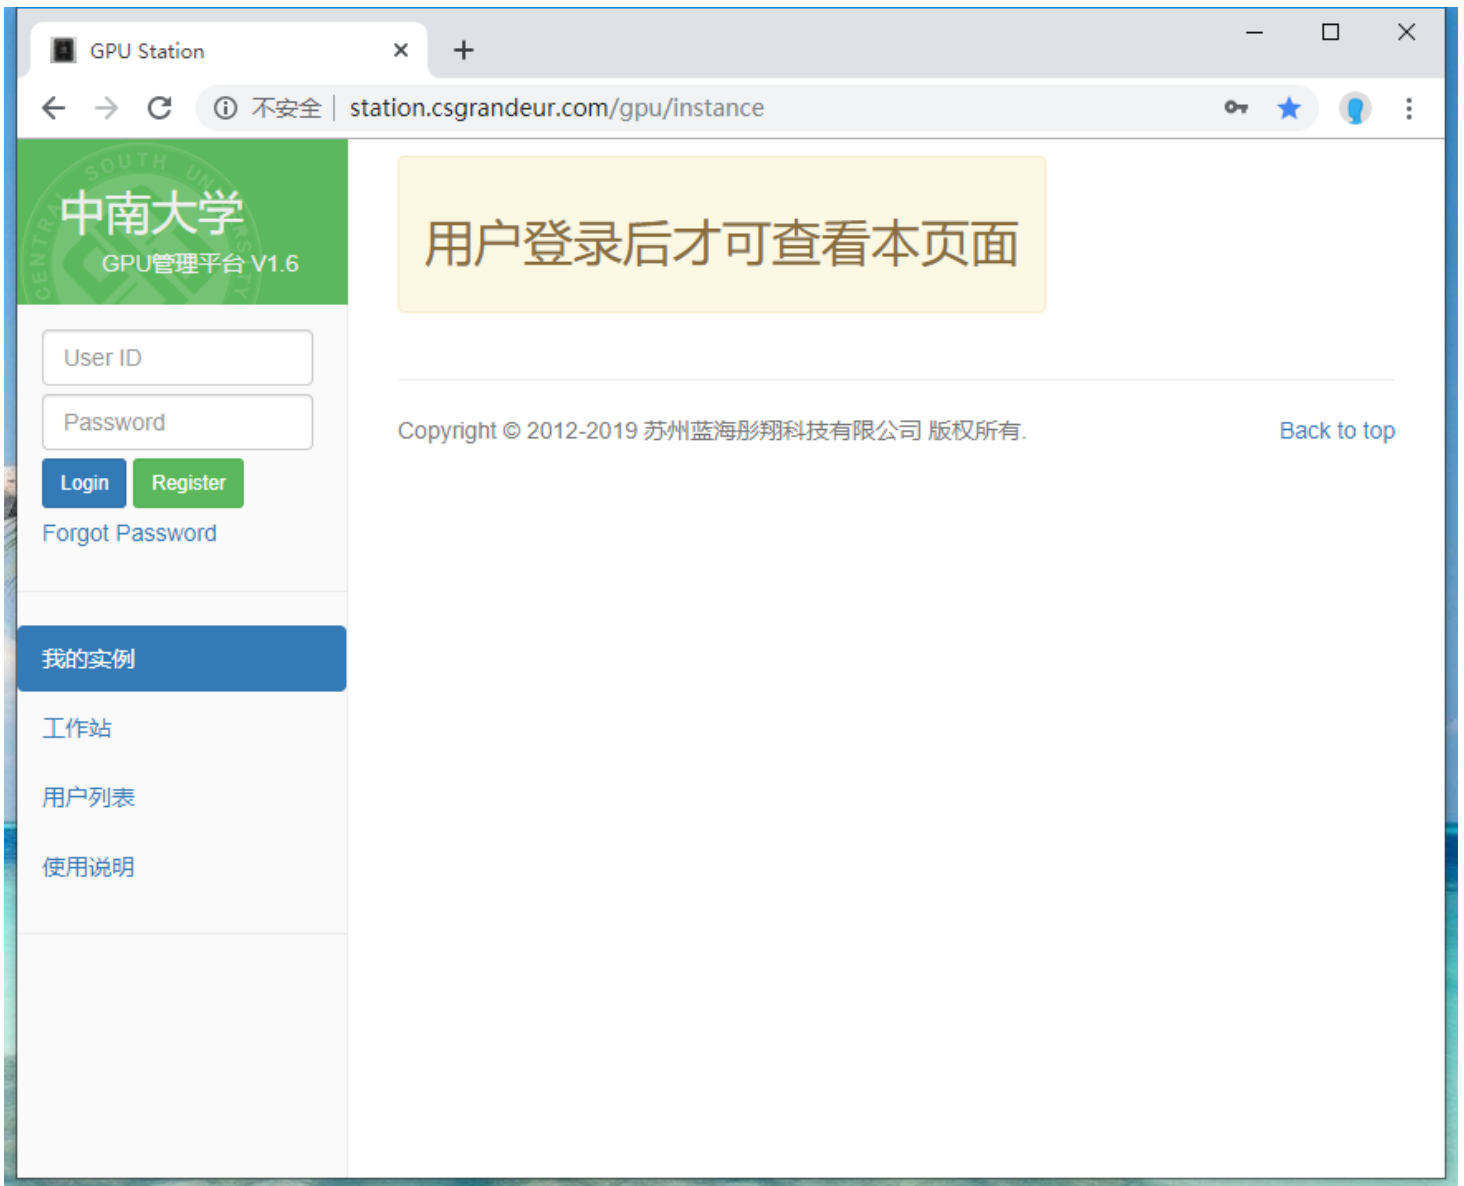 GPU Station
不安全 station.csgrandeur.com/gpu/instance
CENTRAL SOUTH UNIVERSITY
中南大学
GPU管理平台 V1.6
User ID
Password
Login Register
Forgot Password
我的实例
工作站
用户列表
使用说明
用户登录后才可查看本页面
Copyright © 2012-2019 苏州蓝海彤翔科技有限公司 版权所有.
Back to top